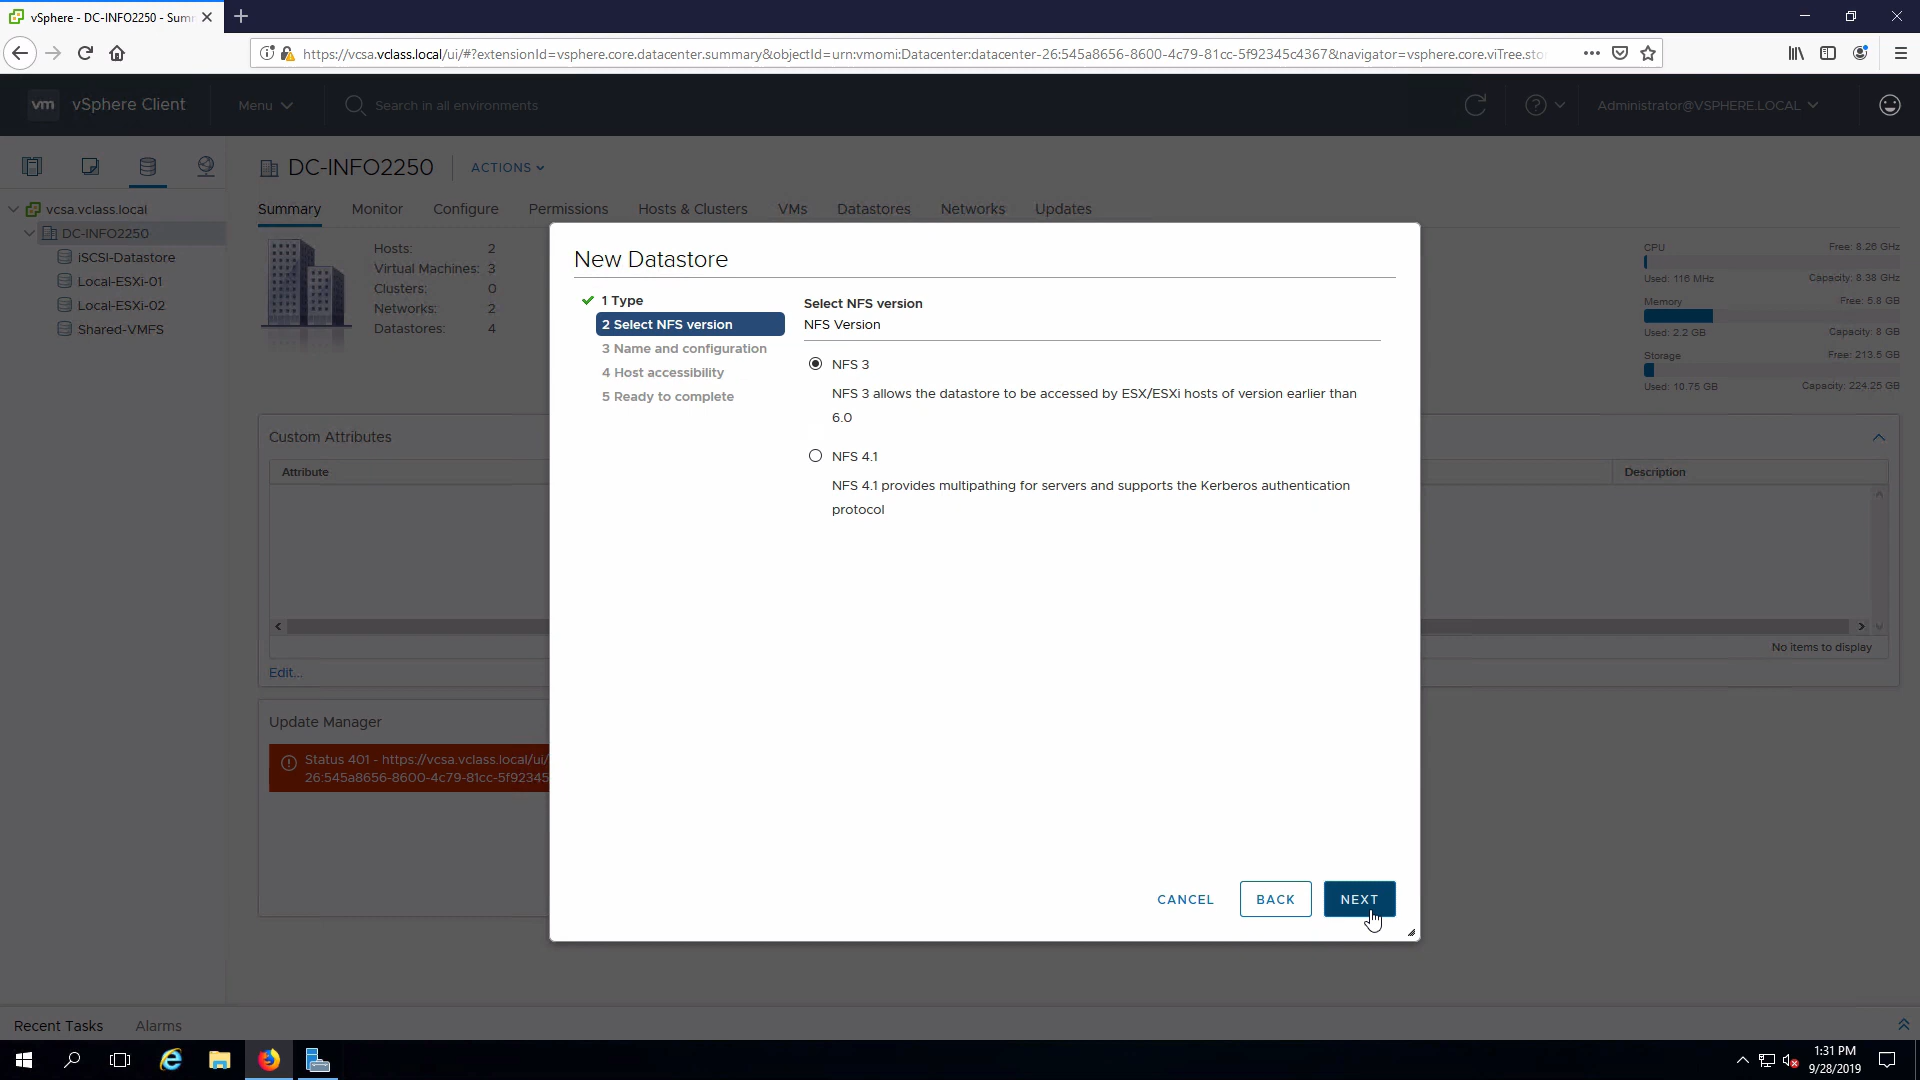 vSphere - DC-INFO2250 - Sum
https://vcsa.vclass.local/ui/#?extensionId=vsphere.core.datacenter.summary&objectId=urn:vmomi:Datacenter:datacenter-26:545a8656-8600-4c79-81cc-5f92345c4367&navigator=vsphere.core.viTree.sto
vm vSphere Client
Menu
Search in all environments
Administrator@VSPHERE.LOCAL
vcsa.vclass.local
DC-INFO2250
iSCSI-Datastore
Local-ESXi-01
Local-ESXi-02
Shared-VMFS
DC-INFO2250
ACTIONS
Summary Monitor Configure Permissions Hosts & Clusters VMs Datastores Networks Updates
Hosts: 2
Virtual Machines: 3
Clusters: 0
Networks: 2
Datastores: 4
CPU Free: 8.26 GHz
Used: 116 MHz Capacity: 8.38 GHz
Memory Free: 5.8 GB
Used: 2.2 GB Capacity: 8 GB
Storage Free: 213.5 GB
Used: 10.75 GB Capacity: 224.25 GB
Custom Attributes
Attribute
Description
No items to display
Edit...
Update Manager
Status 401 - https://vcsa.vclass.local/ui/
26:545a8656-8600-4c79-81cc-5f92345
New Datastore
1 Type
2 Select NFS version
3 Name and configuration
4 Host accessibility
5 Ready to complete
Select NFS version
NFS Version
NFS 3
NFS 3 allows the datastore to be accessed by ESX/ESXi hosts of version earlier than
6.0
NFS 4.1
NFS 4.1 provides multipathing for servers and supports the Kerberos authentication
protocol
CANCEL
BACK
NEXT
Recent Tasks Alarms
1:31 PM
9/28/2019